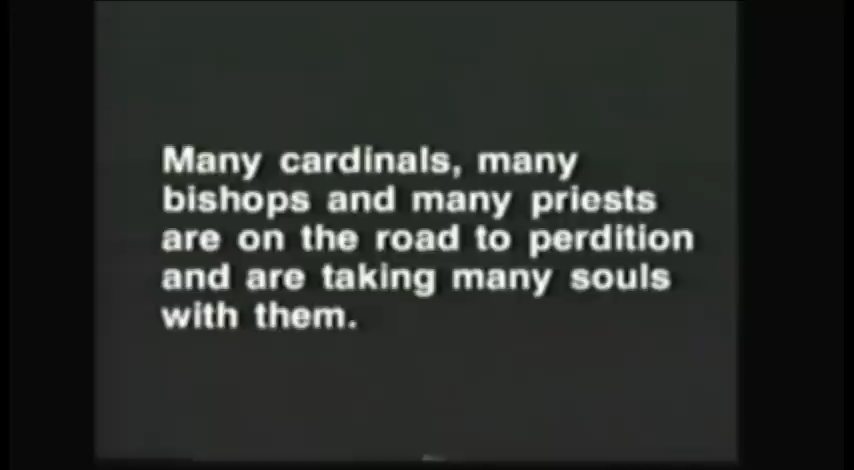 Many cardinals, many
bishops and many priests
are on the road to perdition
and are taking many souls
with them.